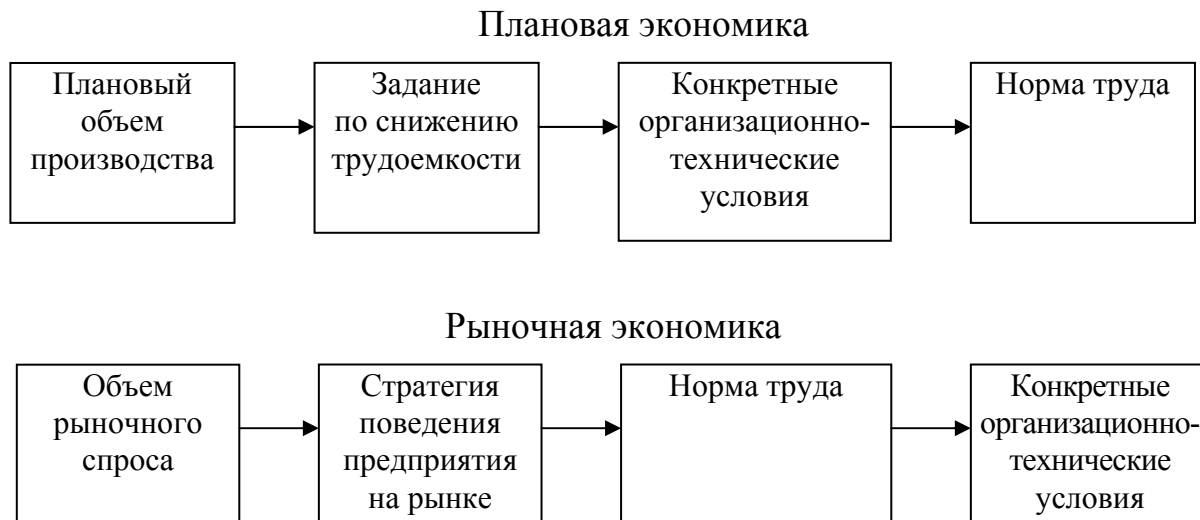 Плановая экономика
Плановый
объем
производства
Задание
по снижению
трудоемкости
Конкретные
организационно-
технические
условия
Норма труда
Рыночная экономика
Объем
рыночного
спроса
Стратегия
поведения
предприятия
на рынке
Норма труда
Конкретные
организационно-
технические
условия